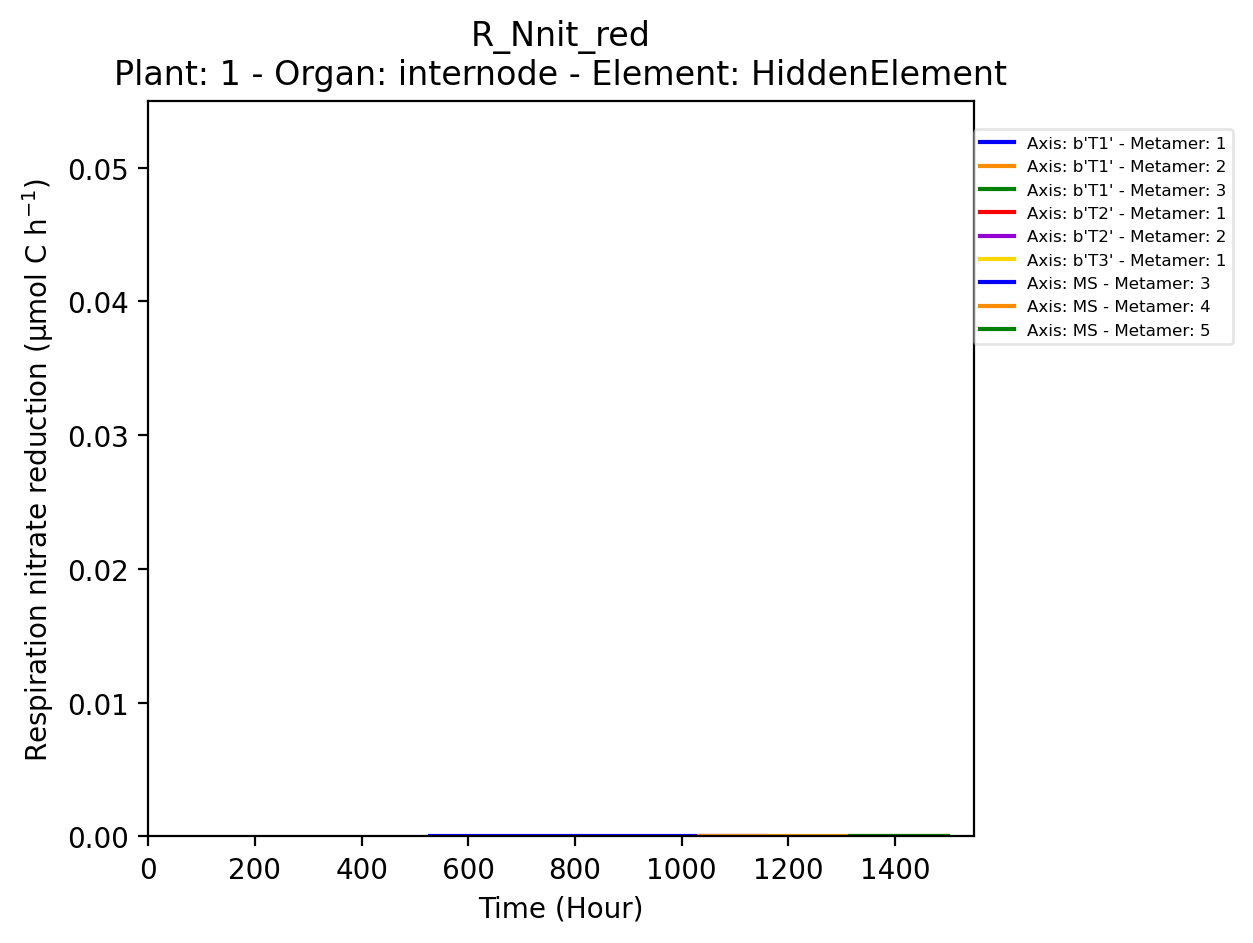 R_Nnit_red
Plant: 1 - Organ: internode - Element: HiddenElement
Respiration nitrate reduction (µmol C h⁻¹)
0.05
0.04
0.03
0.02
0.01
0.00
0 200 400 600 800 1000 1200 1400
Time (Hour)
Axis: b'T1' - Metamer: 1
Axis: b'T1' - Metamer: 2
Axis: b'T1' - Metamer: 3
Axis: b'T2' - Metamer: 1
Axis: b'T2' - Metamer: 2
Axis: b'T3' - Metamer: 1
Axis: MS - Metamer: 3
Axis: MS - Metamer: 4
Axis: MS - Metamer: 5